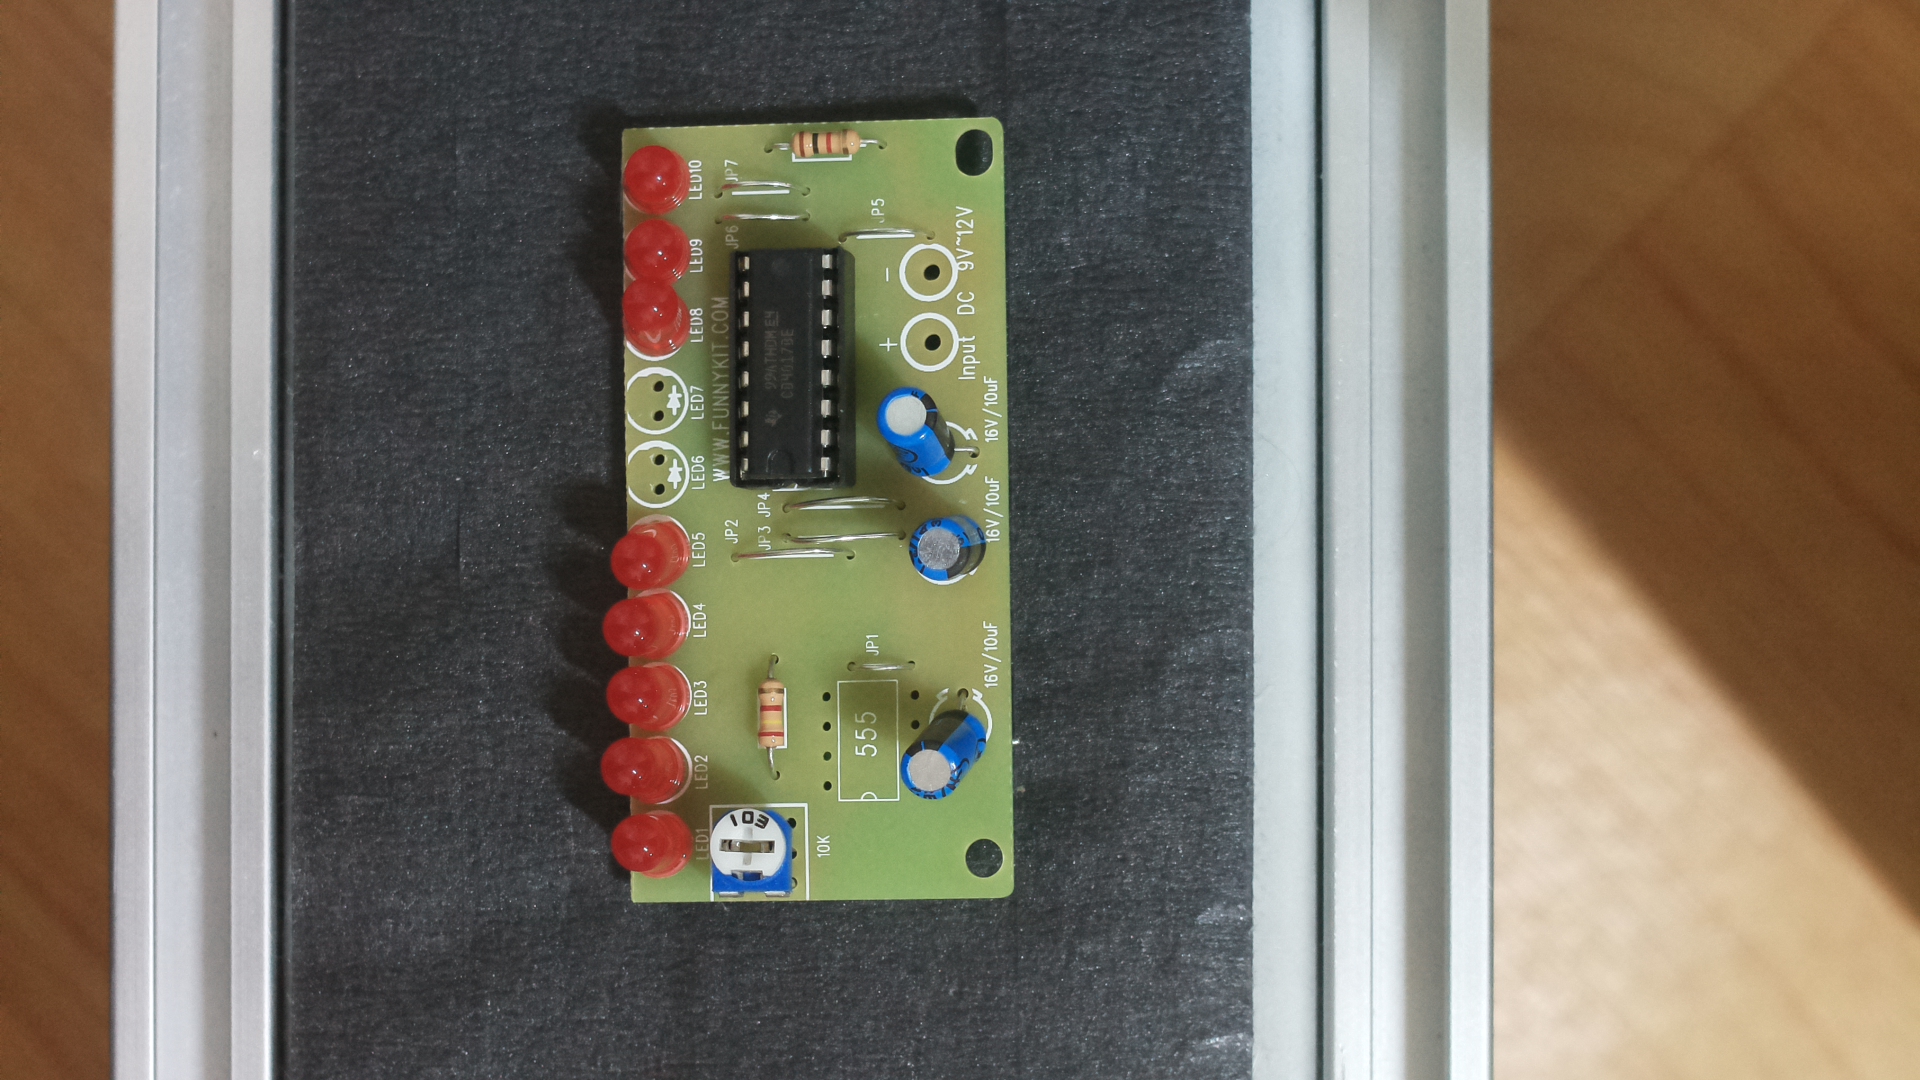 LED10
LED9
LED8
LED7
LED6
LED5
LED4
LED3
LED2
LED1
JP7
JP6
JP5
WWW.FUNNYKIT.COM
CD4017BE
-
+
Input DC 9V~12V
16V/10uF
16V/10uF
16V/10uF
JP4
JP3
JP2
JP1
555
103
10K